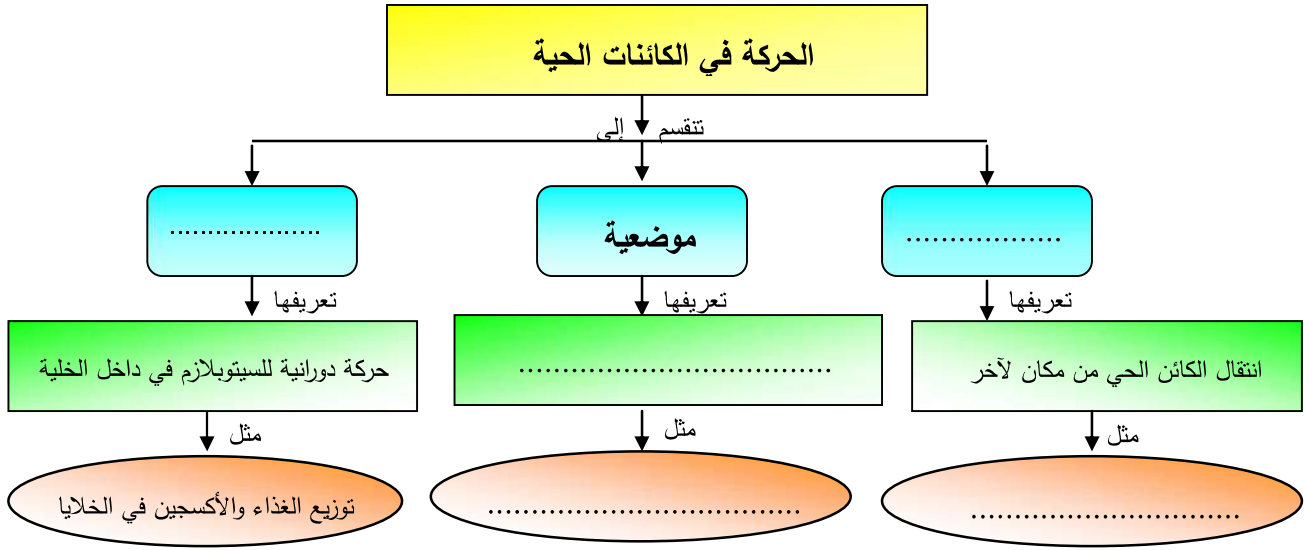 الحركة في الكائنات الحية
تنقسم إلى
..................
موضعية
...................
تعريفها
تعريفها
تعريفها
انتقال الكائن الحي من مكان لآخر
....................................
حركة دورانية للسيتوبلازم في داخل الخلية
مثل
مثل
مثل
...............................
....................................
توزيع الغذاء والأكسجين في الخلايا